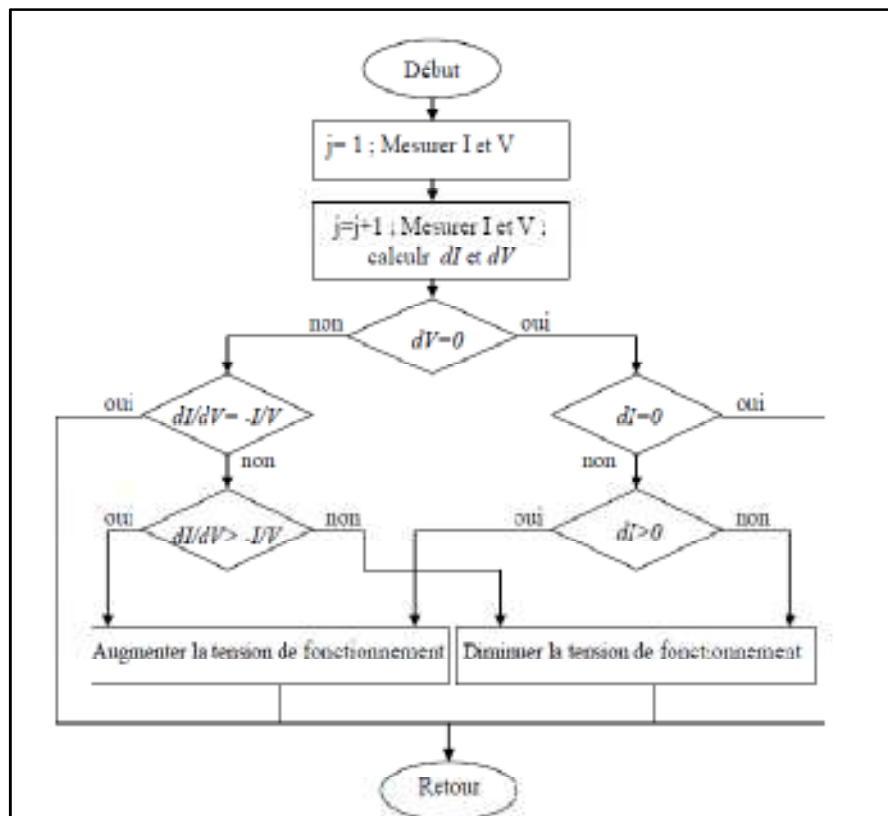 Début
j= 1 ; Mesurer I et V
j=j+1 ; Mesurer I et V ;
calculr dI et dV
non
dV=0
oui
oui
dI/dV= -I/V
dI=0
oui
non
non
oui
dI/dV> -I/V
non
oui
dI>0
non
Augmenter la tension de fonctionnement
Diminuer la tension de fonctionnement
Retour